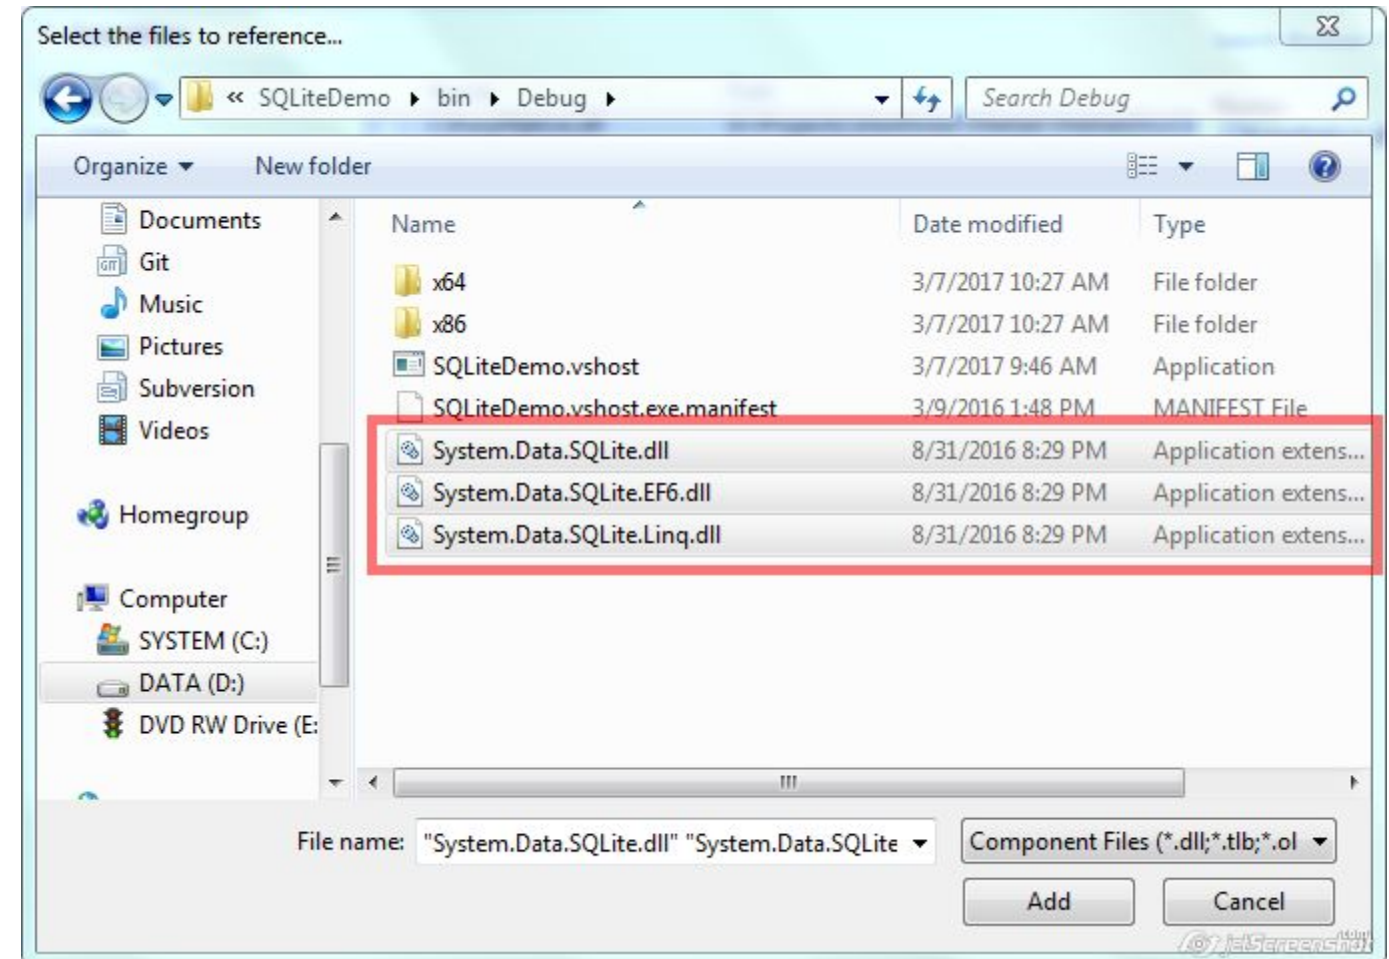 Select the files to reference...
« SQLiteDemo bin Debug
Search Debug
Organize New folder
Name Date modified Type
Documents
Git
Music
Pictures
Subversion
Videos
Homegroup
Computer
SYSTEM (C:)
DATA (D:)
DVD RW Drive (E:
x64 3/7/2017 10:27 AM File folder
x86 3/7/2017 10:27 AM File folder
SQLiteDemo.vshost 3/7/2017 9:46 AM Application
SQLiteDemo.vshost.exe.manifest 3/9/2016 1:48 PM MANIFEST File
System.Data.SQLite.dll 8/31/2016 8:29 PM Application extens...
System.Data.SQLite.EF6.dll 8/31/2016 8:29 PM Application extens...
System.Data.SQLite.Linq.dll 8/31/2016 8:29 PM Application extens...
File name: "System.Data.SQLite.dll" "System.Data.SQLite
Component Files (*.dll;*.tlb;*.ol
Add Cancel